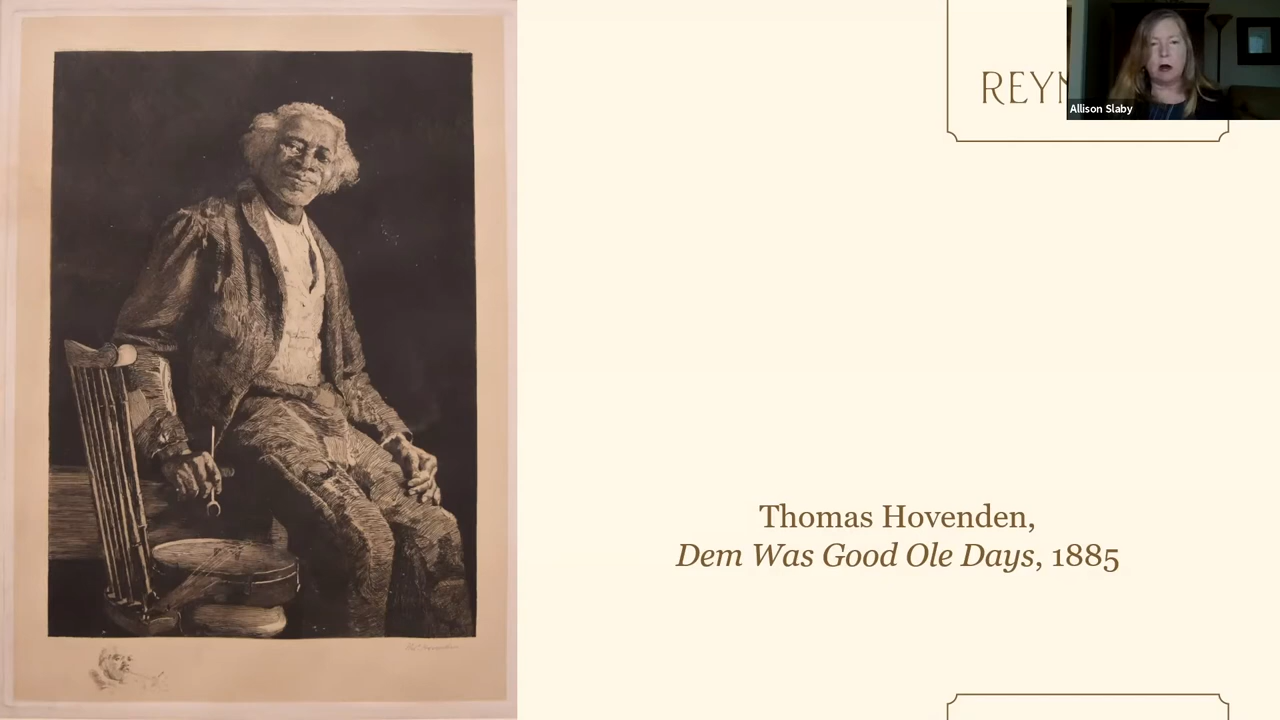 REYN
Allison Slaby
Thomas Hovenden,
Dem Was Good Ole Days, 1885